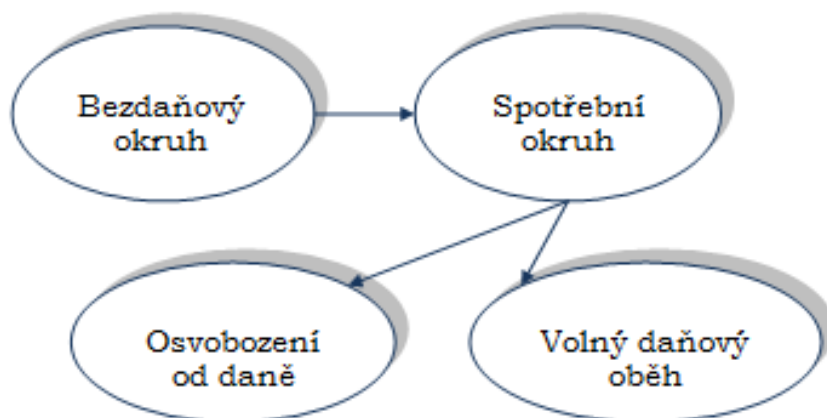 Bezdaňový
okruh
Spotřební
okruh
Osvobození
od daně
Volný daňový
oběh